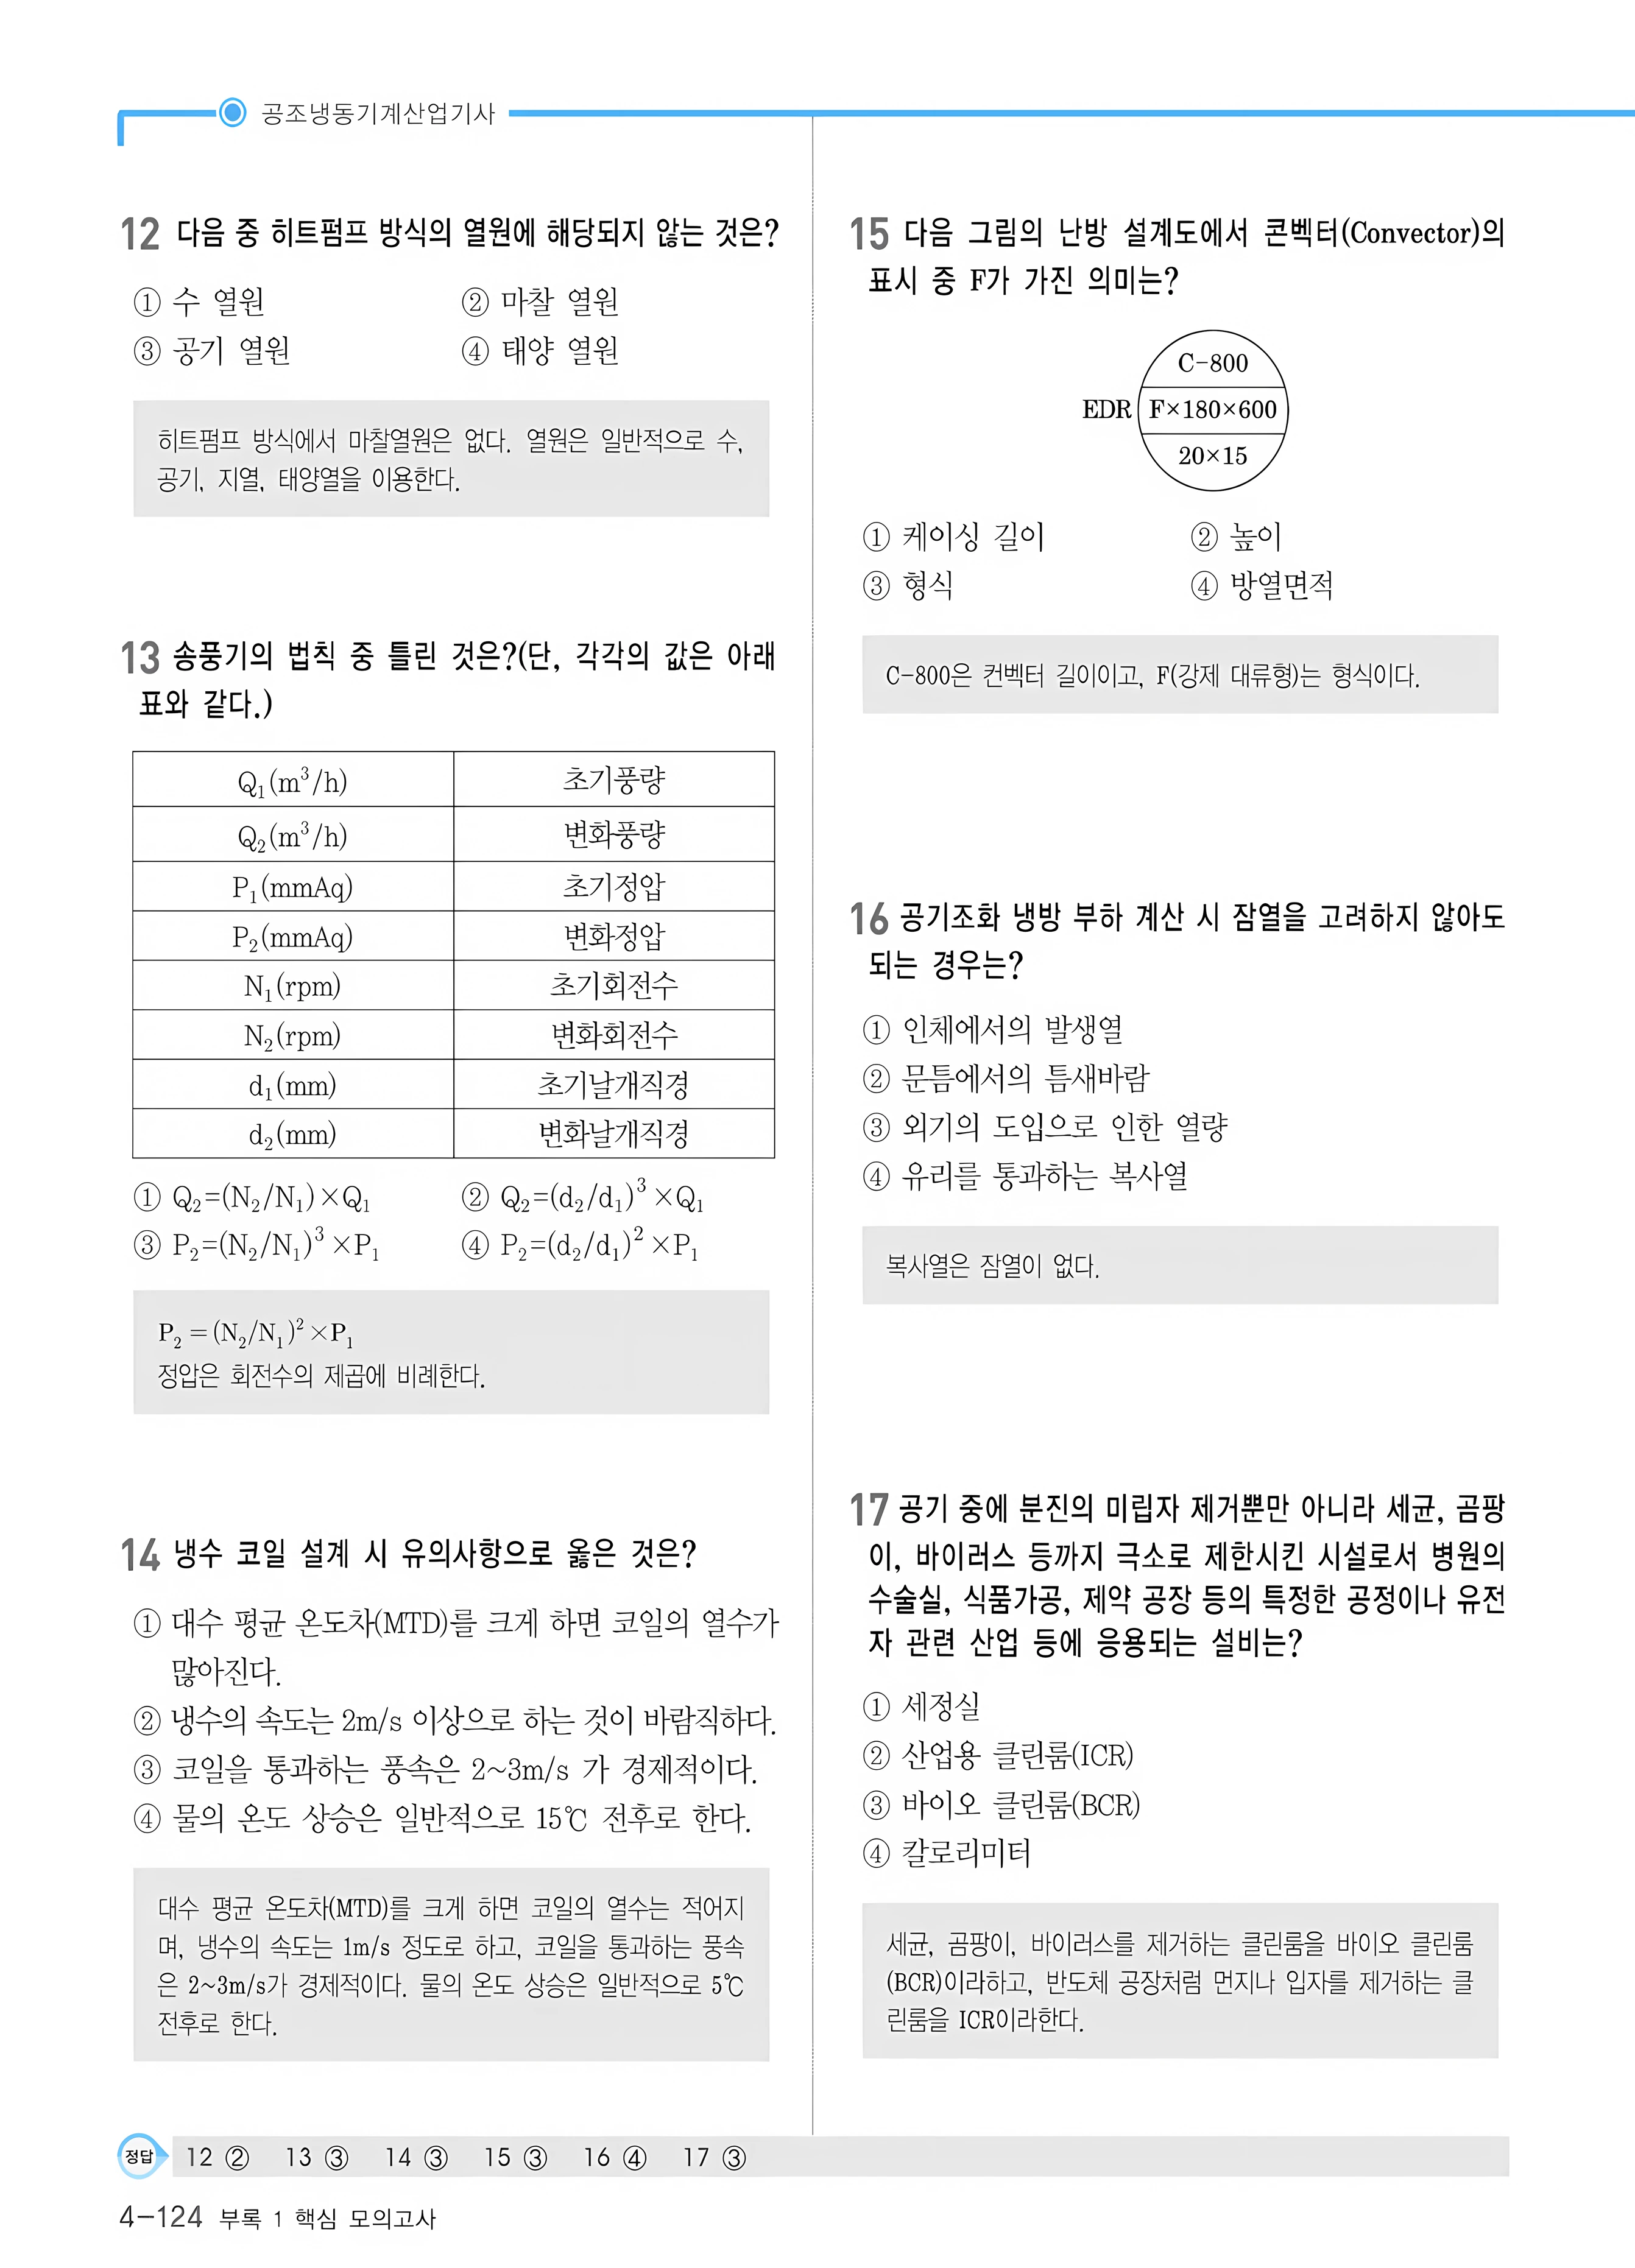 공조냉동기계산업기사
12 다음 중 히트펌프 방식의 열원에 해당되지 않는 것은?
① 수 열원 ② 마찰 열원
③ 공기 열원 ④ 태양 열원
히트펌프 방식에서 마찰열원은 없다. 열원은 일반적으로 수,
공기, 지열, 태양열을 이용한다.
13 송풍기의 법칙 중 틀린 것은?(단, 각각의 값은 아래
표와 같다.)
Q₁(m³/h) 초기풍량
Q₂(m³/h) 변화풍량
P₁(mmAq) 초기정압
P₂(mmAq) 변화정압
N₁(rpm) 초기회전수
N₂(rpm) 변화회전수
d₁(mm) 초기날개직경
d₂(mm) 변화날개직경
① Q₂=(N₂/N₁)×Q₁ ② Q₂=(d₂/d₁)³×Q₁
③ P₂=(N₂/N₁)³×P₁ ④ P₂=(d₂/d₁)²×P₁
P₂=(N₂/N₁)²×P₁
정압은 회전수의 제곱에 비례한다.
14 냉수 코일 설계 시 유의사항으로 옳은 것은?
① 대수 평균 온도차(MTD)를 크게 하면 코일의 열수가
많아진다.
② 냉수의 속도는 2m/s 이상으로 하는 것이 바람직하다.
③ 코일을 통과하는 풍속은 2~3m/s 가 경제적이다.
④ 물의 온도 상승은 일반적으로 15℃ 전후로 한다.
대수 평균 온도차(MTD)를 크게 하면 코일의 열수는 적어지
며, 냉수의 속도는 1m/s 정도로 하고, 코일을 통과하는 풍속
은 2~3m/s가 경제적이다. 물의 온도 상승은 일반적으로 5℃
전후로 한다.
15 다음 그림의 난방 설계도에서 콘벡터(Convector)의
표시 중 F가 가진 의미는?
C-800
EDR F×180×600
20×15
① 케이싱 길이 ② 높이
③ 형식 ④ 방열면적
C-800은 컨벡터 길이이고, F(강제 대류형)는 형식이다.
16 공기조화 냉방 부하 계산 시 잠열을 고려하지 않아도
되는 경우는?
① 인체에서의 발생열
② 문틈에서의 틈새바람
③ 외기의 도입으로 인한 열량
④ 유리를 통과하는 복사열
복사열은 잠열이 없다.
17 공기 중에 분진의 미립자 제거뿐만 아니라 세균, 곰팡
이, 바이러스 등까지 극소로 제한시킨 시설로서 병원의
수술실, 식품가공, 제약 공장 등의 특정한 공정이나 유전
자 관련 산업 등에 응용되는 설비는?
① 세정실
② 산업용 클린룸(ICR)
③ 바이오 클린룸(BCR)
④ 칼로리미터
세균, 곰팡이, 바이러스를 제거하는 클린룸을 바이오 클린룸
(BCR)이라하고, 반도체 공장처럼 먼지나 입자를 제거하는 클
린룸을 ICR이라한다.
정답 12 ② 13 ③ 14 ③ 15 ③ 16 ④ 17 ③
4-124 부록 1 핵심 모의고사